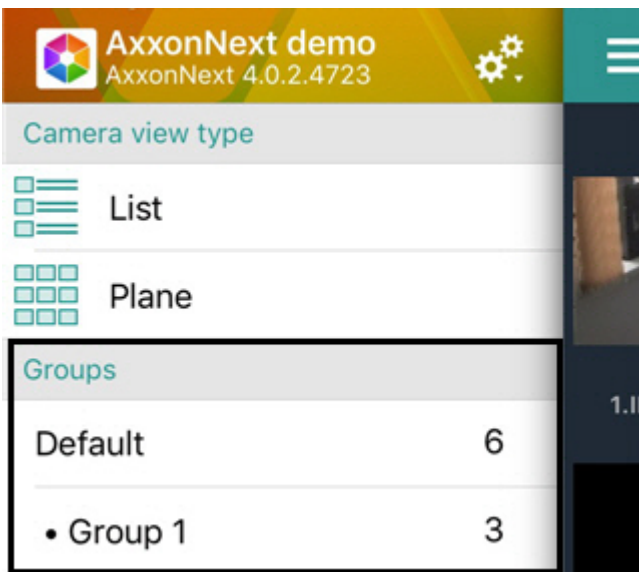 AxxonNext demo
AxxonNext 4.0.2.4723
Camera view type
List
Plane
Groups
Default 6
• Group 1 3